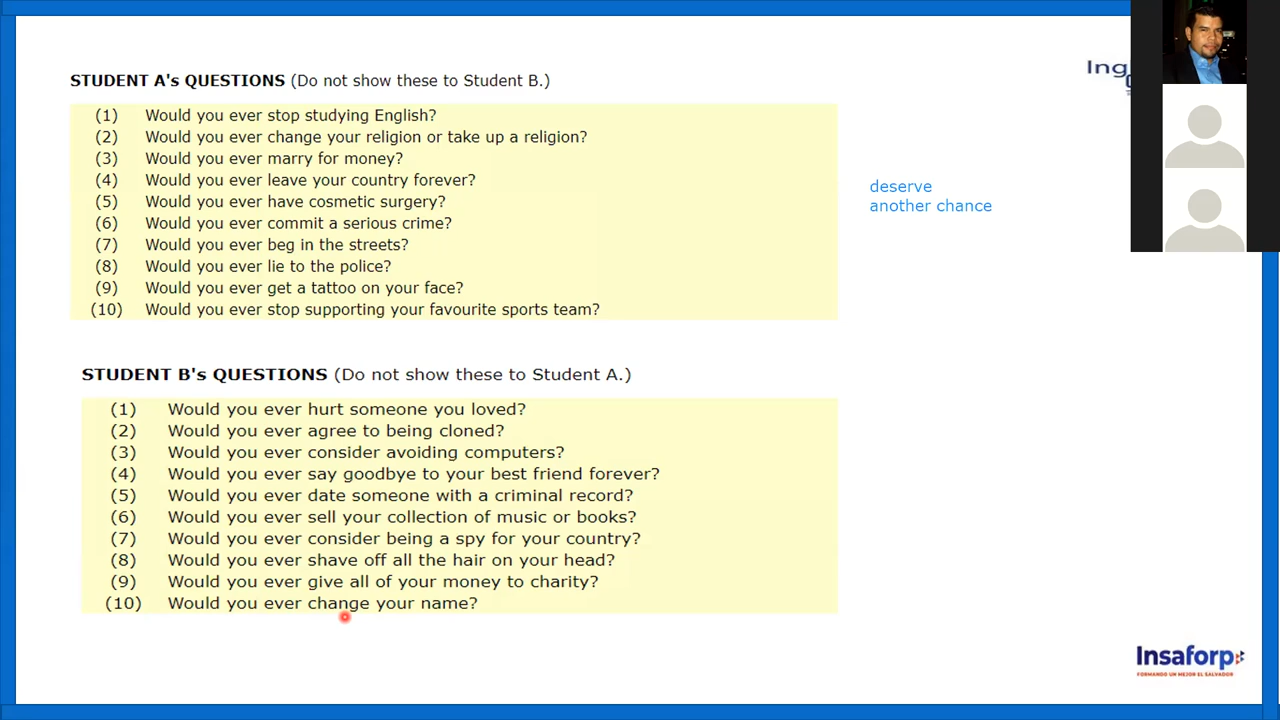 STUDENT A's QUESTIONS (Do not show these to Student B.)
(1) Would you ever stop studying English?
(2) Would you ever change your religion or take up a religion?
(3) Would you ever marry for money?
(4) Would you ever leave your country forever?
(5) Would you ever have cosmetic surgery?
(6) Would you ever commit a serious crime?
(7) Would you ever beg in the streets?
(8) Would you ever lie to the police?
(9) Would you ever get a tattoo on your face?
(10) Would you ever stop supporting your favourite sports team?
Ing
deserve
another chance
STUDENT B's QUESTIONS (Do not show these to Student A.)
(1) Would you ever hurt someone you loved?
(2) Would you ever agree to being cloned?
(3) Would you ever consider avoiding computers?
(4) Would you ever say goodbye to your best friend forever?
(5) Would you ever date someone with a criminal record?
(6) Would you ever sell your collection of music or books?
(7) Would you ever consider being a spy for your country?
(8) Would you ever shave off all the hair on your head?
(9) Would you ever give all of your money to charity?
(10) Would you ever change your name?
Insaforp
FORMANDO UN MEJOR EL SALVADOR